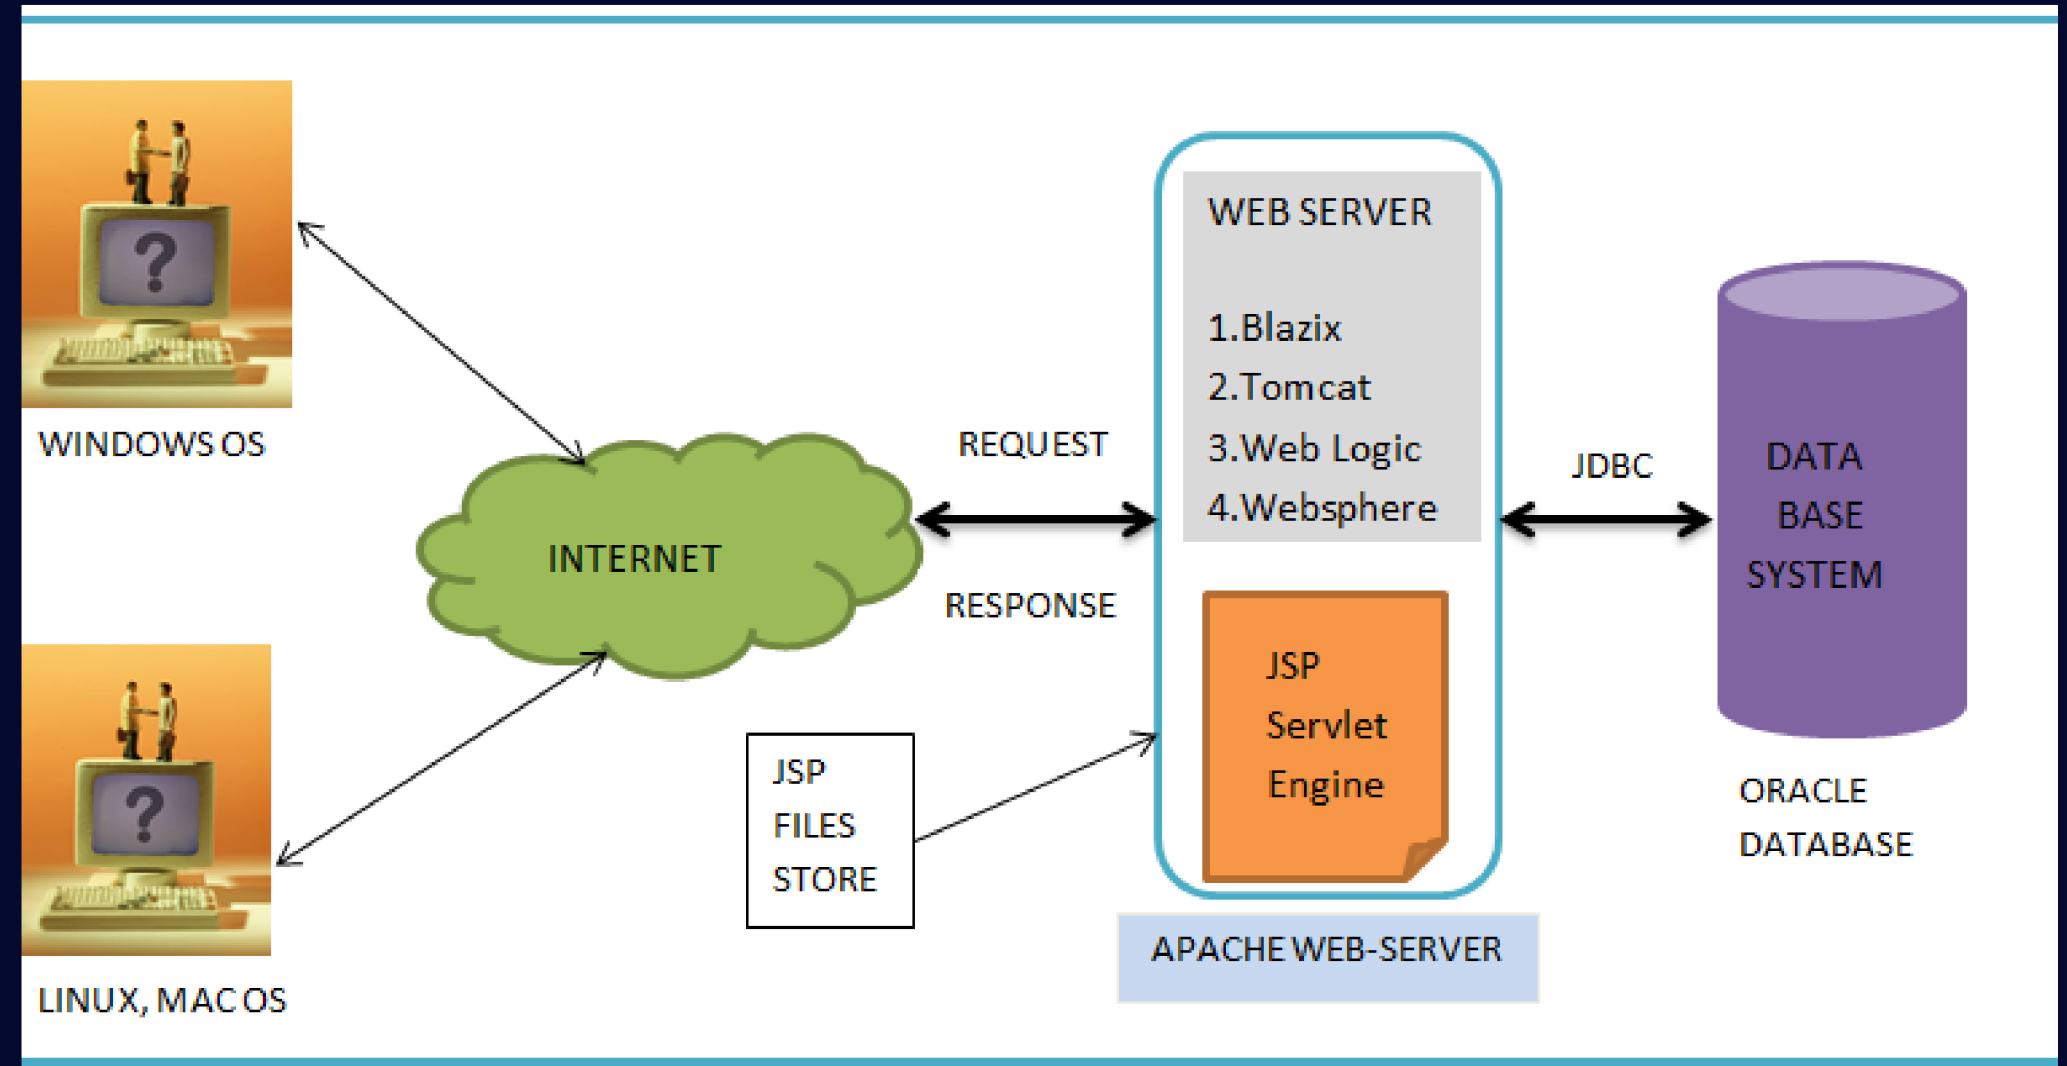 WINDOWS OS
LINUX, MAC OS
INTERNET
REQUEST
RESPONSE
JSP
FILES
STORE
WEB SERVER
1.Blazix
2.Tomcat
3.Web Logic
4.Websphere
JSP
Servlet
Engine
APACHE WEB-SERVER
JDBC
DATA
BASE
SYSTEM
ORACLE
DATABASE
?
?